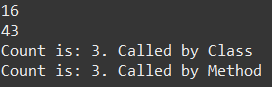 16
43
Count is: 3. Called by Class
Count is: 3. Called by Method